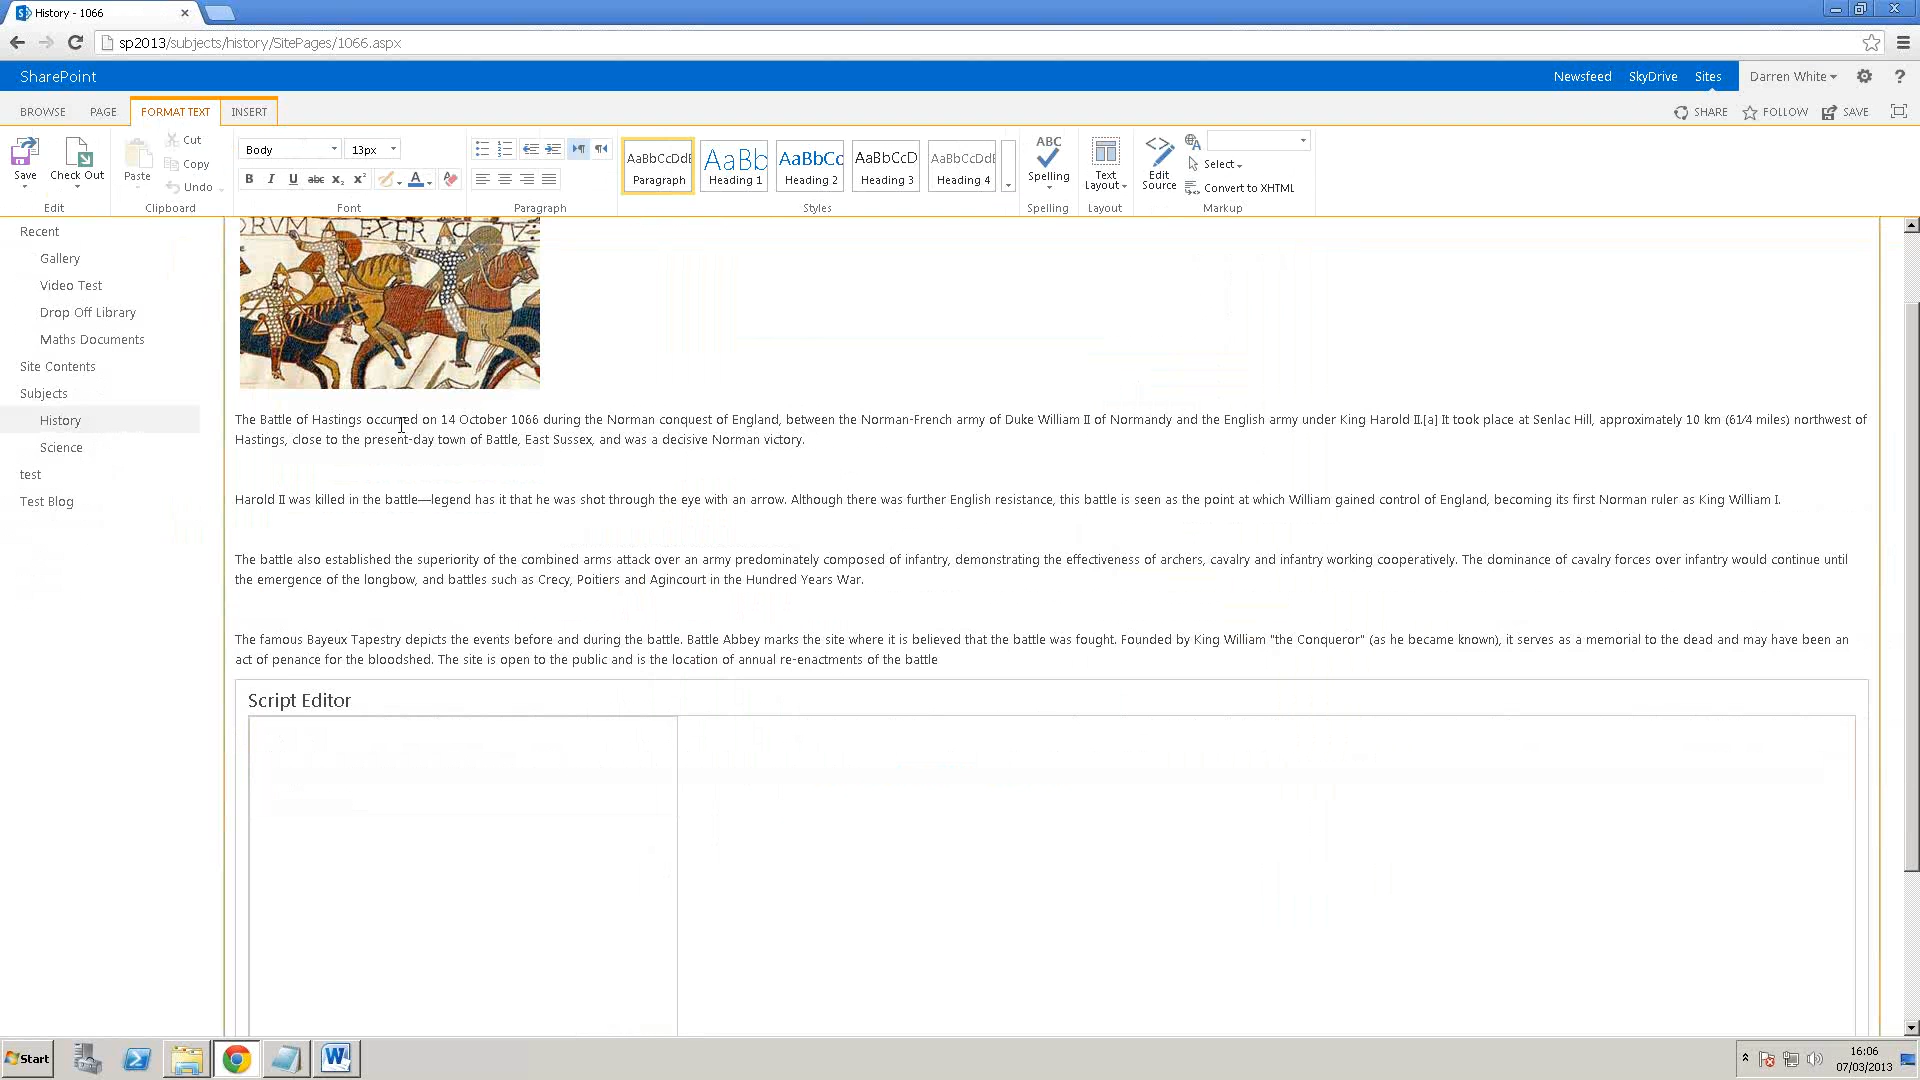 History - 1066
sp2013/subjects/history/SitePages/1066.aspx
SharePoint
Newsfeed SkyDrive Sites Darren White ?
BROWSE PAGE FORMAT TEXT INSERT SHARE FOLLOW SAVE
Save
Check Out
Edit
Paste
Cut
Copy
Undo
Clipboard
Body 13px
B I U abc x₂ x² A
Font
Paragraph
AaBbCcDdE AaBb AaBbCc AaBbCcD AaBbCcDdE
Paragraph Heading 1 Heading 2 Heading 3 Heading 4
Styles
ABC
Spelling
Spelling
Text
Layout
Layout
Edit
Source
Select
Convert to XHTML
Markup
Recent
Gallery
Video Test
Drop Off Library
Maths Documents
Site Contents
Subjects
History
Science
test
Test Blog
ORVM EXER CITV:
The Battle of Hastings occurred on 14 October 1066 during the Norman conquest of England, between the Norman-French army of Duke William II of Normandy and the English army under King Harold II.[a] It took place at Senlac Hill, approximately 10 km (61⁄4 miles) northwest of
Hastings, close to the present-day town of Battle, East Sussex, and was a decisive Norman victory.
Harold II was killed in the battle—legend has it that he was shot through the eye with an arrow. Although there was further English resistance, this battle is seen as the point at which William gained control of England, becoming its first Norman ruler as King William I.
The battle also established the superiority of the combined arms attack over an army predominately composed of infantry, demonstrating the effectiveness of archers, cavalry and infantry working cooperatively. The dominance of cavalry forces over infantry would continue until
the emergence of the longbow, and battles such as Crecy, Poitiers and Agincourt in the Hundred Years War.
The famous Bayeux Tapestry depicts the events before and during the battle. Battle Abbey marks the site where it is believed that the battle was fought. Founded by King William "the Conqueror" (as he became known), it serves as a memorial to the dead and may have been an
act of penance for the bloodshed. The site is open to the public and is the location of annual re-enactments of the battle
Script Editor
Start
16:06
07/03/2013